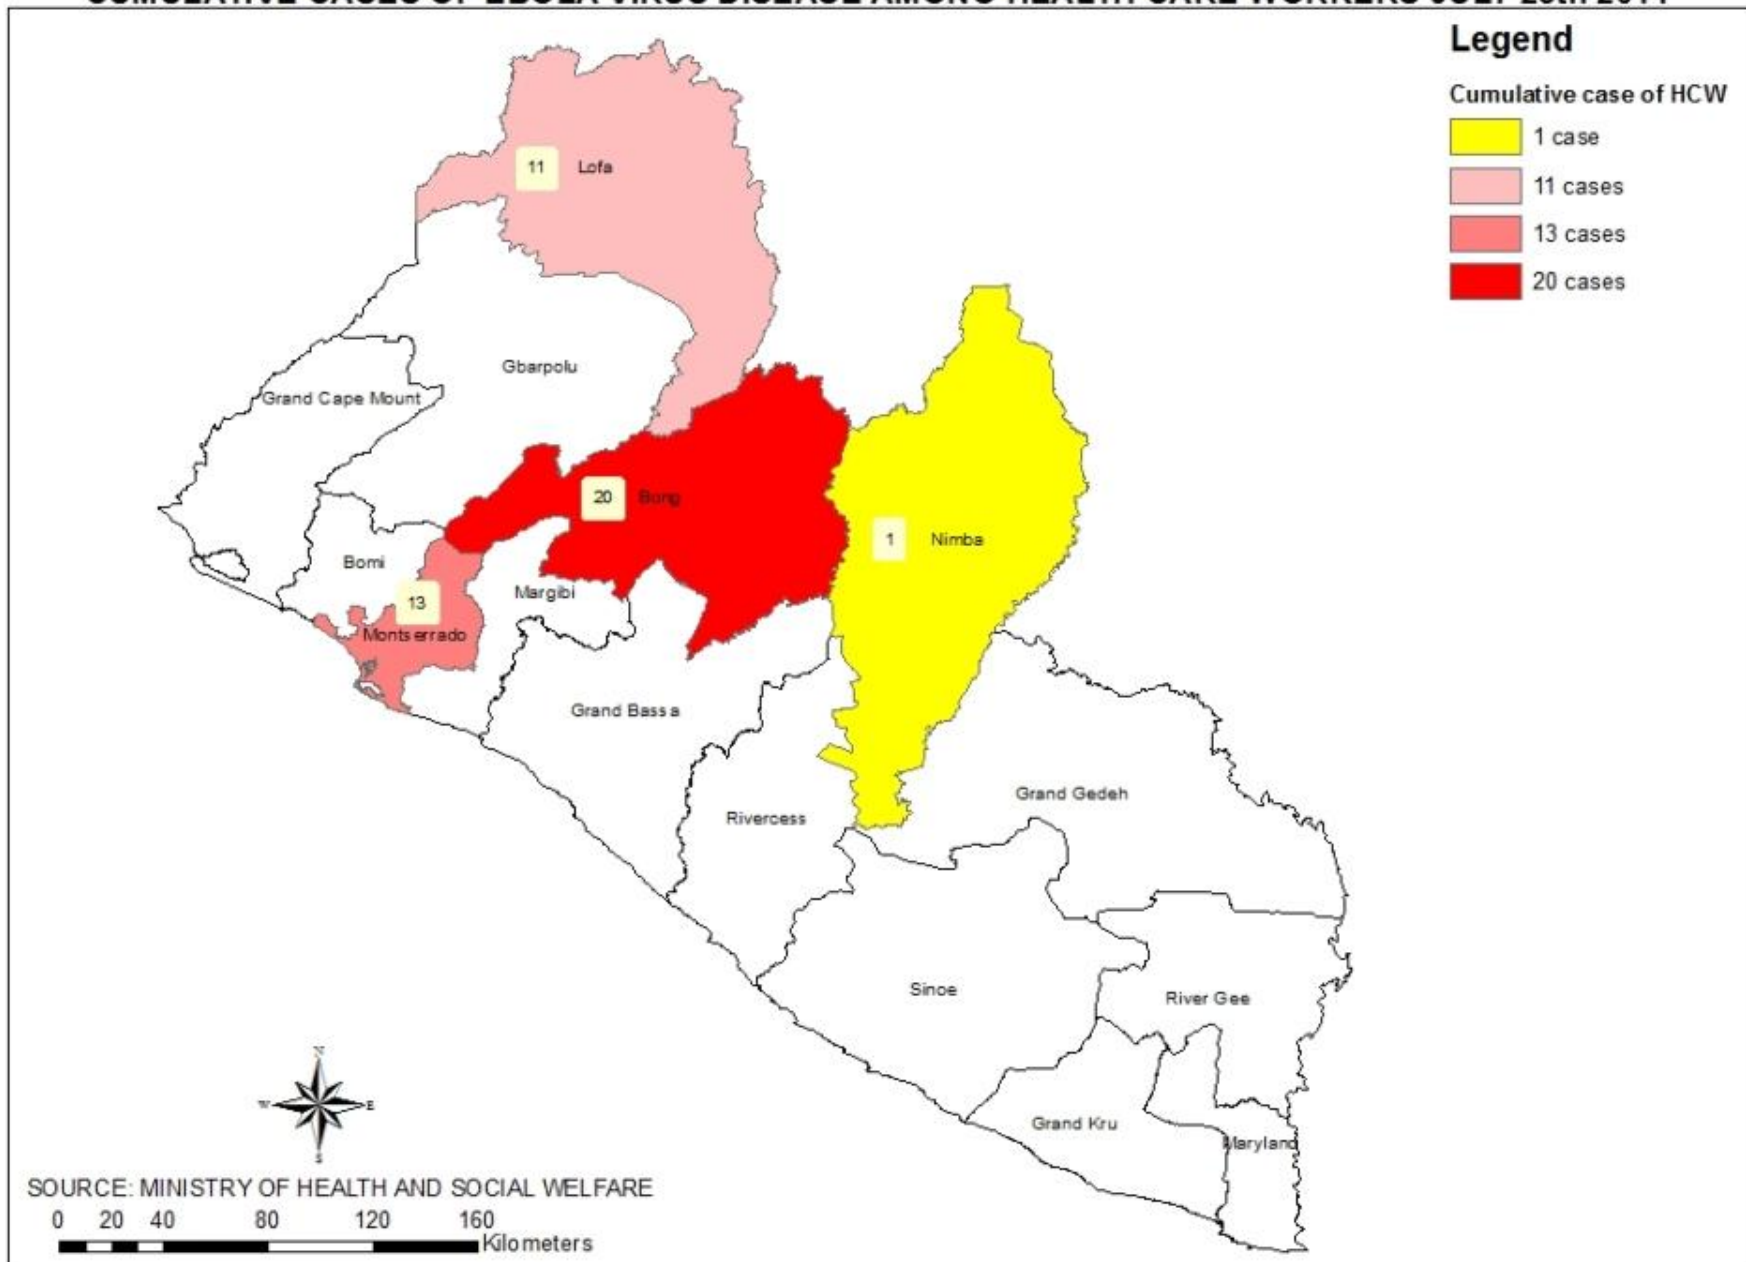 Legend
Cumulative case of HCW
1 case
11 cases
13 cases
20 cases
11 Lofa
Gbarpolu
Grand Cape Mount
20 Bong
1 Nimba
Bomi
Margibi
13
Montserrado
Grand Bassa
Grand Gedeh
Rivercess
Sinoe
River Gee
Grand Kru
Maryland
N
W E
S
SOURCE: MINISTRY OF HEALTH AND SOCIAL WELFARE
0 20 40 80 120 160
Kilometers